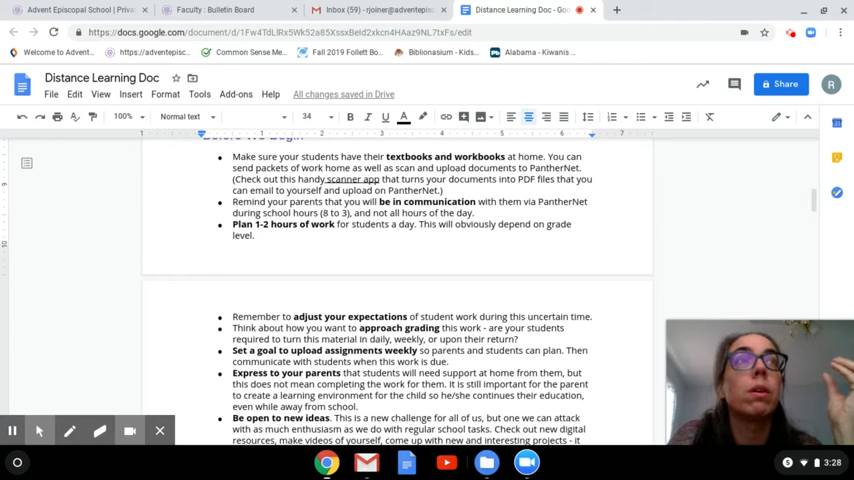 Advent Episcopal School | Privat
Faculty : Bulletin Board
Inbox (59) - rjoiner@adventepisc
Distance Learning Doc - Goo
https://docs.google.com/document/d/1Fw4TdLlRx5Wk52a85XssxBeId2xkcn4HAaz9NL7txFs/edit
Welcome to Advent...
https://adventepisc...
Common Sense Me...
Fall 2019 Follett Bo...
Biblionasium - Kids...
Alabama - Kiwanis ...
Distance Learning Doc
File Edit View Insert Format Tools Add-ons Help All changes saved in Drive
Share
R
100% Normal text 34 B I U A
1 1 2 3 4 5 6 7
Before We Begin
Make sure your students have their textbooks and workbooks at home. You can
send packets of work home as well as scan and upload documents to PantherNet.
(Check out this handy scanner app that turns your documents into PDF files that you
can email to yourself and upload on PantherNet.)
Remind your parents that you will be in communication with them via PantherNet
during school hours (8 to 3), and not all hours of the day.
Plan 1-2 hours of work for students a day. This will obviously depend on grade
level.
9
10
Remember to adjust your expectations of student work during this uncertain time.
Think about how you want to approach grading this work - are your students
required to turn this material in daily, weekly, or upon their return?
Set a goal to upload assignments weekly so parents and students can plan. Then
communicate with students when this work is due.
Express to your parents that students will need support at home from them, but
this does not mean completing the work for them. It is still important for the parent
to create a learning environment for the child so he/she continues their education,
even while away from school.
Be open to new ideas. This is a new challenge for all of us, but one we can attack
with as much enthusiasm as we do with regular school tasks. Check out new digital
resources, make videos of yourself, come up with new and interesting projects - it
3:28